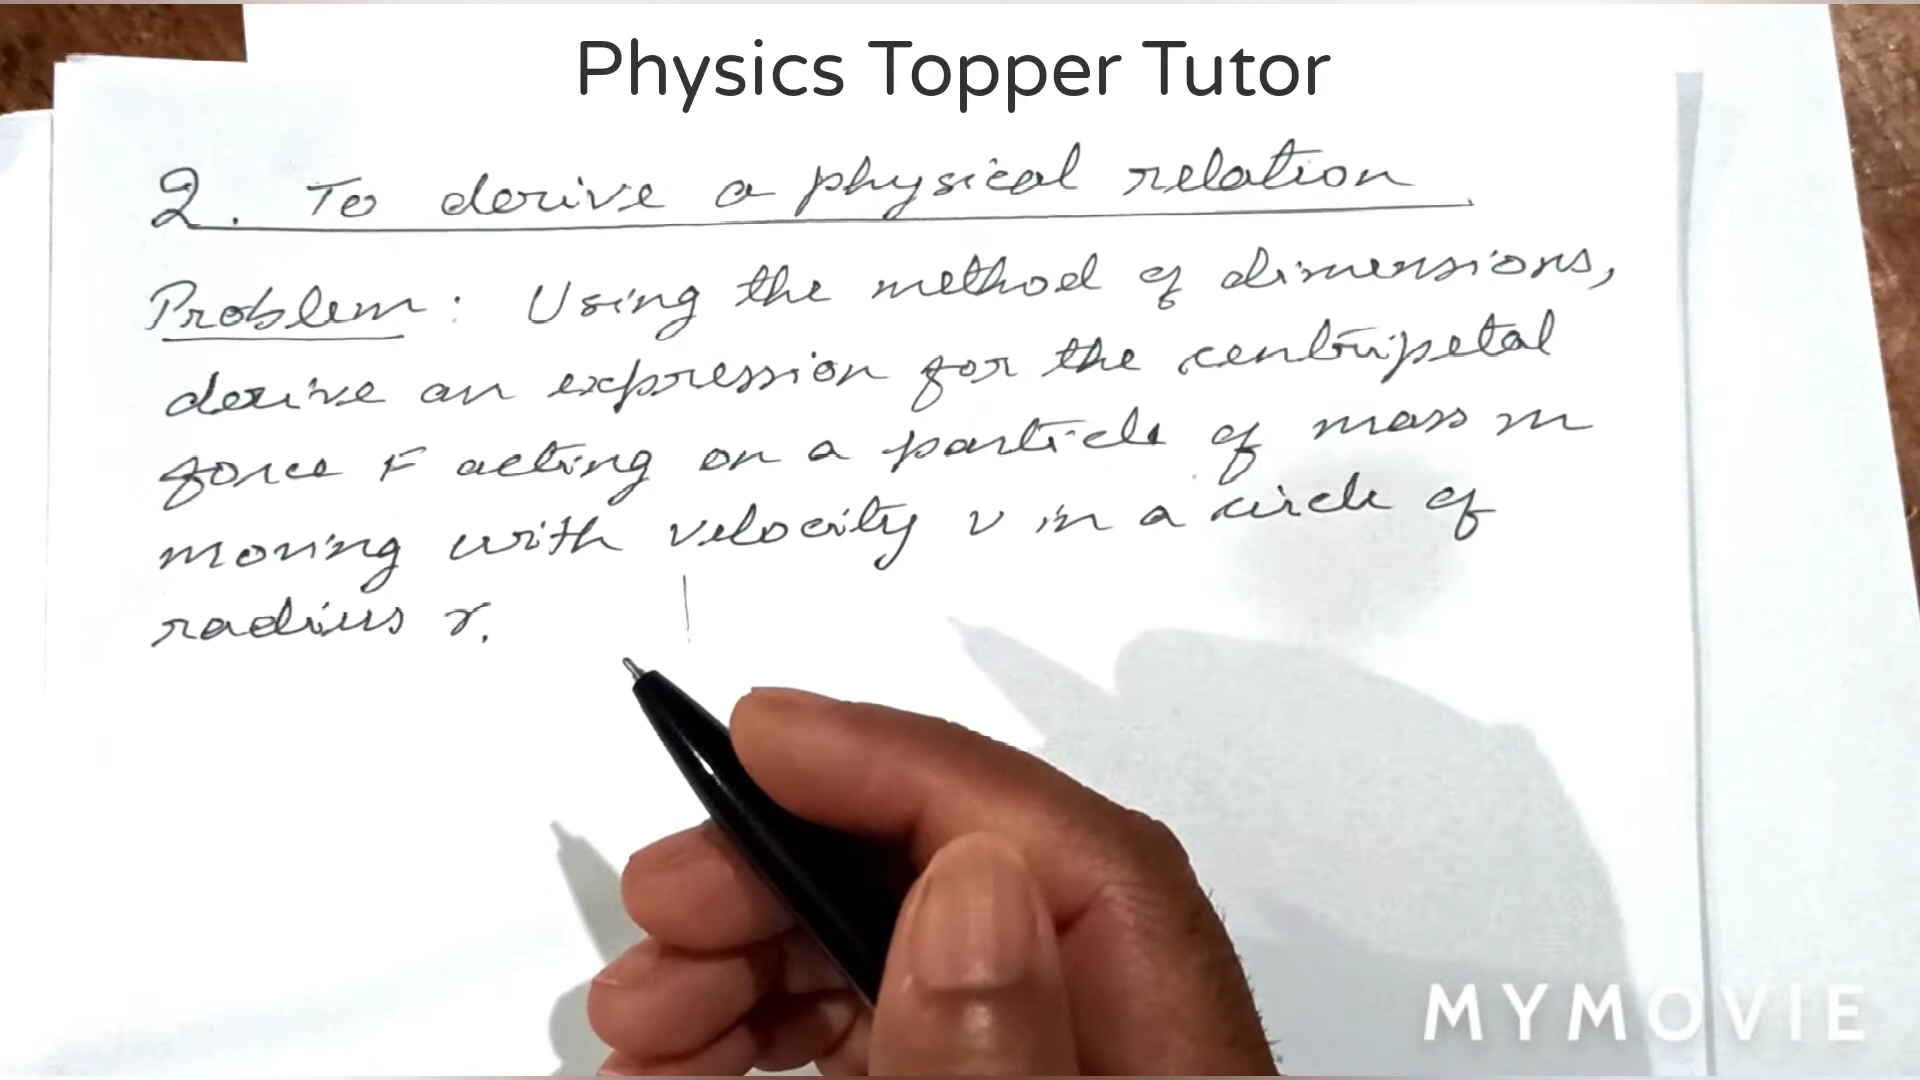 Physics Topper Tutor
2. To derive a physical relation.
Problem: Using the method of dimensions,
derive an expression for the centripetal
force F acting on a particle of mass m
moving with velocity v in a circle of
radius r.
MYMOVIE